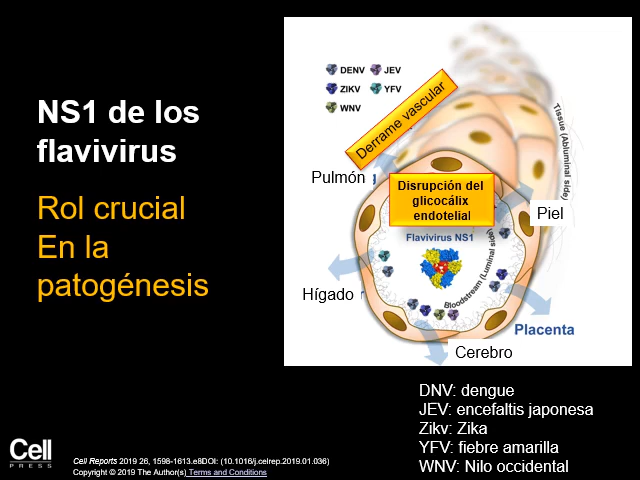 NS1 de los
flavivirus
Rol crucial
En la
patogénesis
DENV JEV
ZIKV YFV
WNV
Derrame vascular
Tissue (Abluminal side)
Pulmón
Disrupción del
glicocálix
endotelial
Piel
Flavivirus NS1
Bloodstream (Luminal side)
Hígado
Placenta
Cerebro
DNV: dengue
JEV: encefaltis japonesa
Zikv: Zika
YFV: fiebre amarilla
WNV: Nilo occidental
Cell
PRESS
Cell Reports 2019 26, 1598-1613.e8DOI: (10.1016/j.celrep.2019.01.036)
Copyright © 2019 The Author(s) Terms and Conditions